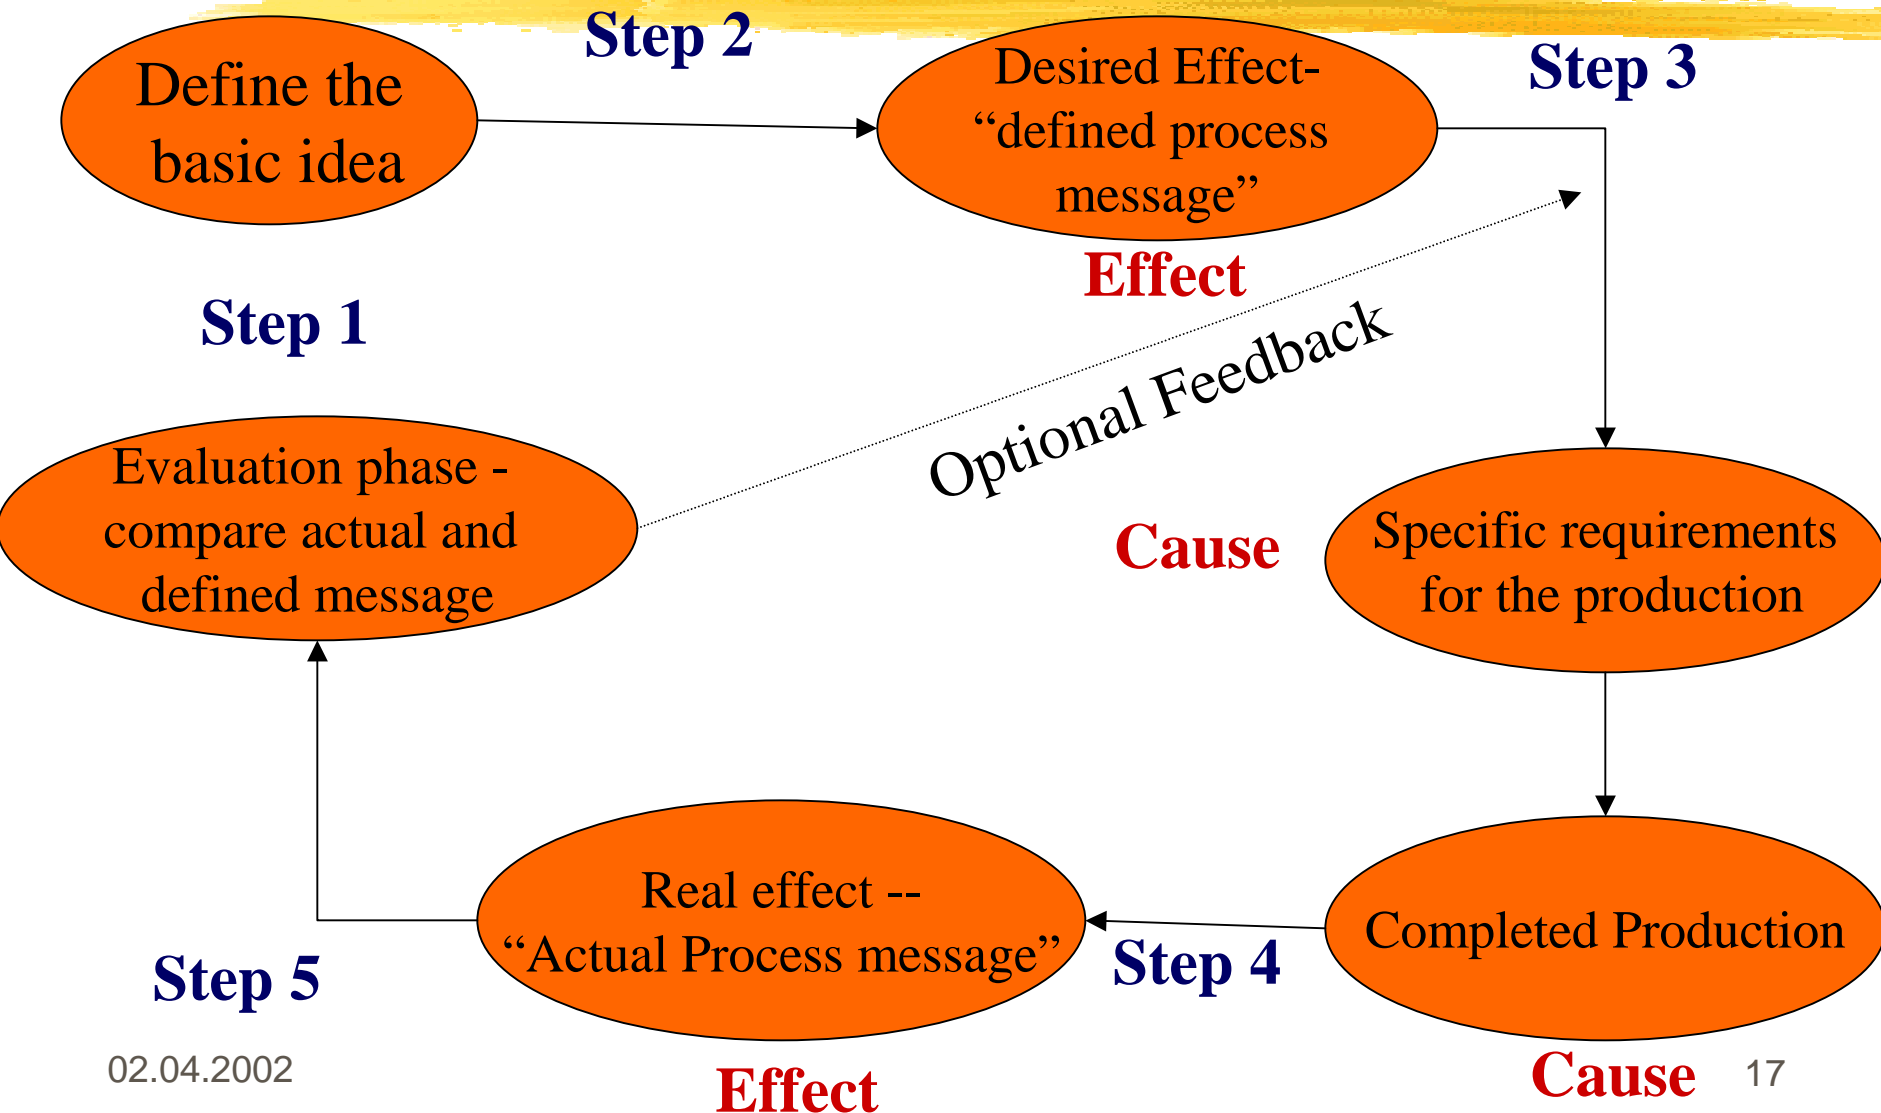 Step 2
Define the
basic idea
Desired Effect-
“defined process
message”
Step 3
Effect
Step 1
Optional Feedback
Evaluation phase -
compare actual and
defined message
Cause
Specific requirements
for the production
Real effect --
“Actual Process message”
Completed Production
Step 4
Step 5
02.04.2002
Effect
Cause
17